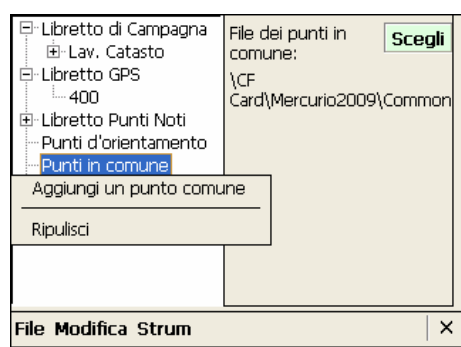 Libretto di Campagna
Lav. Catasto
Libretto GPS
400
Libretto Punti Noti
Punti d'orientamento
Punti in comune
Aggiungi un punto comune
Ripulisci
File dei punti in
comune:
Scegli
\CF
Card\Mercurio2009\Common
File Modifica Strum